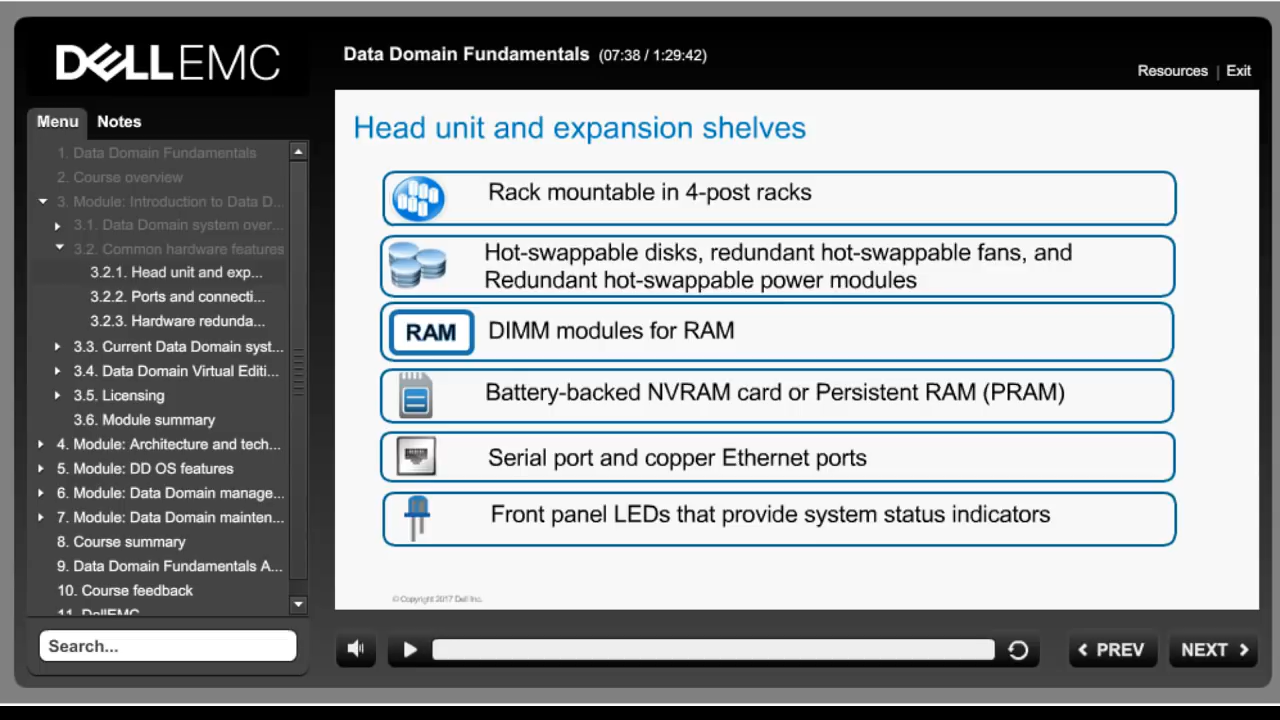 DELLEMC
Data Domain Fundamentals (07:38 / 1:29:42)
Resources | Exit
Menu Notes
1. Data Domain Fundamentals
2. Course overview
3. Module: Introduction to Data D...
3.1. Data Domain system over...
3.2. Common hardware features
3.2.1. Head unit and exp...
3.2.2. Ports and connecti...
3.2.3. Hardware redunda...
3.3. Current Data Domain syst...
3.4. Data Domain Virtual Editi...
3.5. Licensing
3.6. Module summary
4. Module: Architecture and tech...
5. Module: DD OS features
6. Module: Data Domain manage...
7. Module: Data Domain mainten...
8. Course summary
9. Data Domain Fundamentals A...
10. Course feedback
11. DellEMC
Search...
Head unit and expansion shelves
Rack mountable in 4-post racks
Hot-swappable disks, redundant hot-swappable fans, and
Redundant hot-swappable power modules
RAM
DIMM modules for RAM
Battery-backed NVRAM card or Persistent RAM (PRAM)
Serial port and copper Ethernet ports
Front panel LEDs that provide system status indicators
© Copyright 2017 Dell Inc.
PREV
NEXT